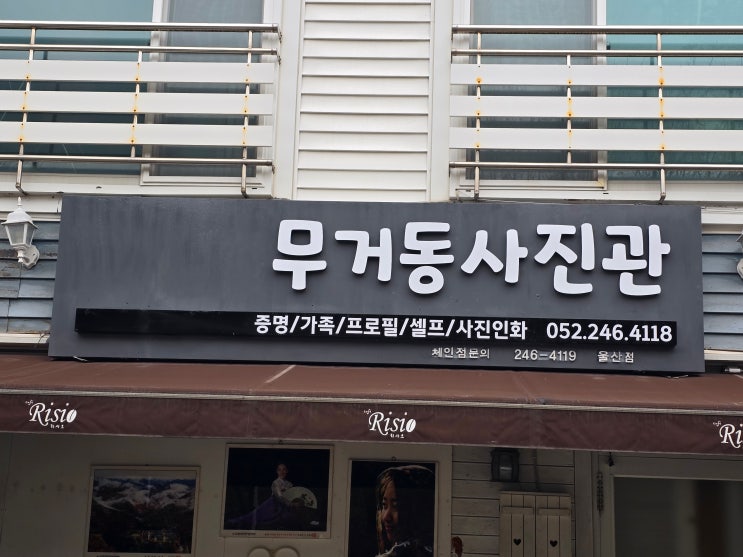 무거동사진관
증명/가족/프로필/셀프/사진인화 052.246.4118
체인점문의 246-4119 울산점
Risio
Risio
Ris